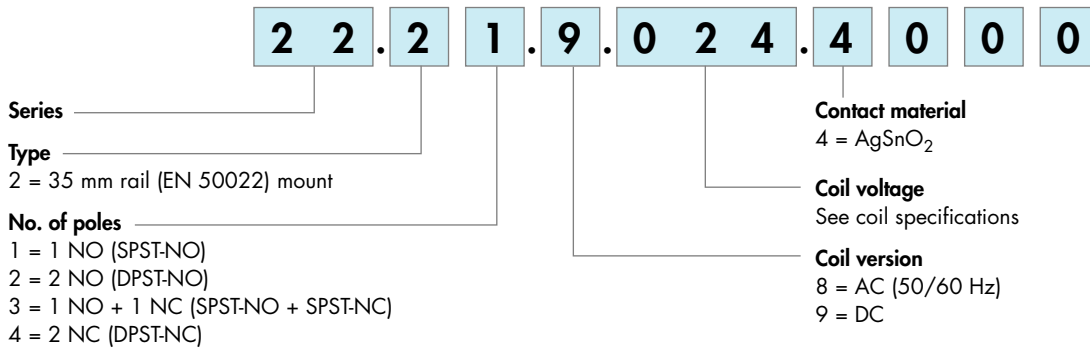 2 2 . 2 1 . 9 . 0 2 4 . 4 0 0 0
Series
Type
2 = 35 mm rail (EN 50022) mount
No. of poles
1 = 1 NO (SPST-NO)
2 = 2 NO (DPST-NO)
3 = 1 NO + 1 NC (SPST-NO + SPST-NC)
4 = 2 NC (DPST-NC)
Contact material
4 = AgSnO₂
Coil voltage
See coil specifications
Coil version
8 = AC (50/60 Hz)
9 = DC